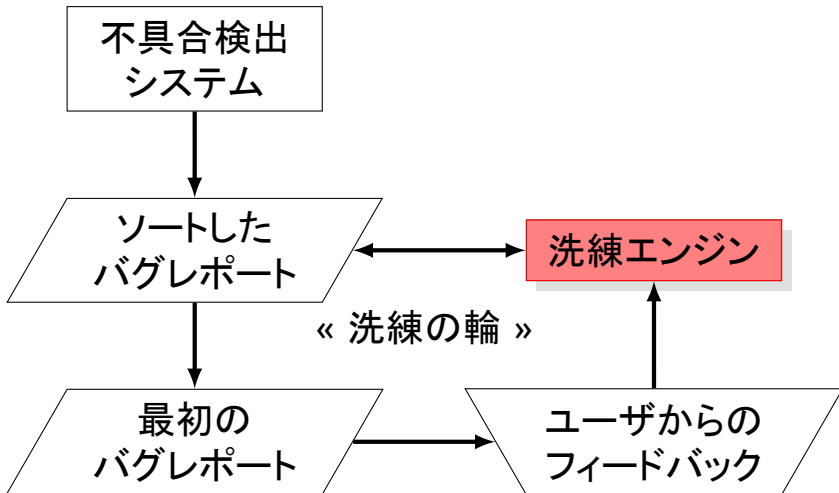 不具合検出
システム
ソートした
バグレポート
洗練エンジン
« 洗練の輪 »
最初の
バグレポート
ユーザからの
フィードバック